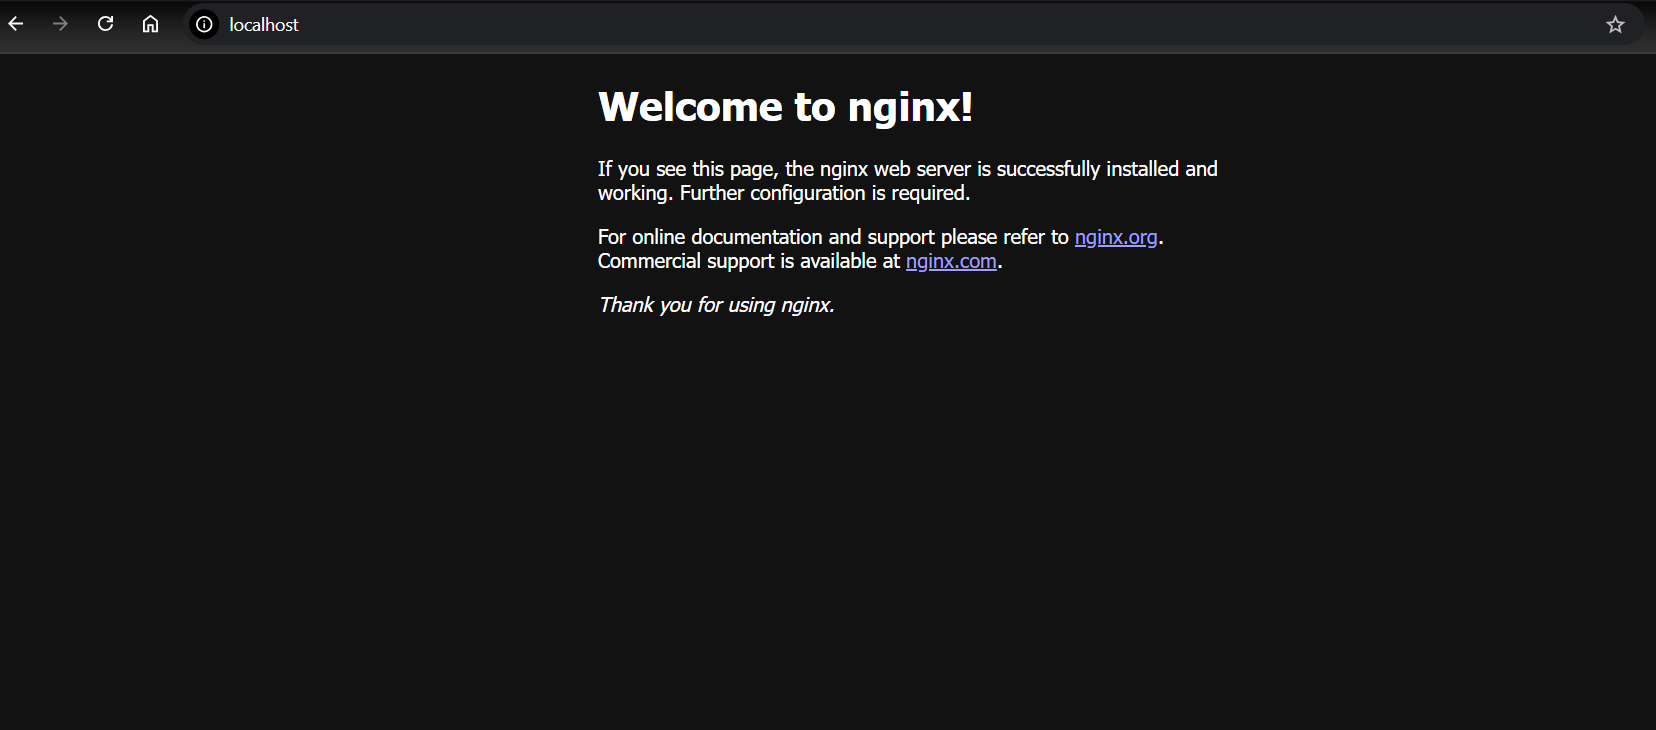 localhost
Welcome to nginx!
If you see this page, the nginx web server is successfully installed and
working. Further configuration is required.
For online documentation and support please refer to nginx.org.
Commercial support is available at nginx.com.
Thank you for using nginx.